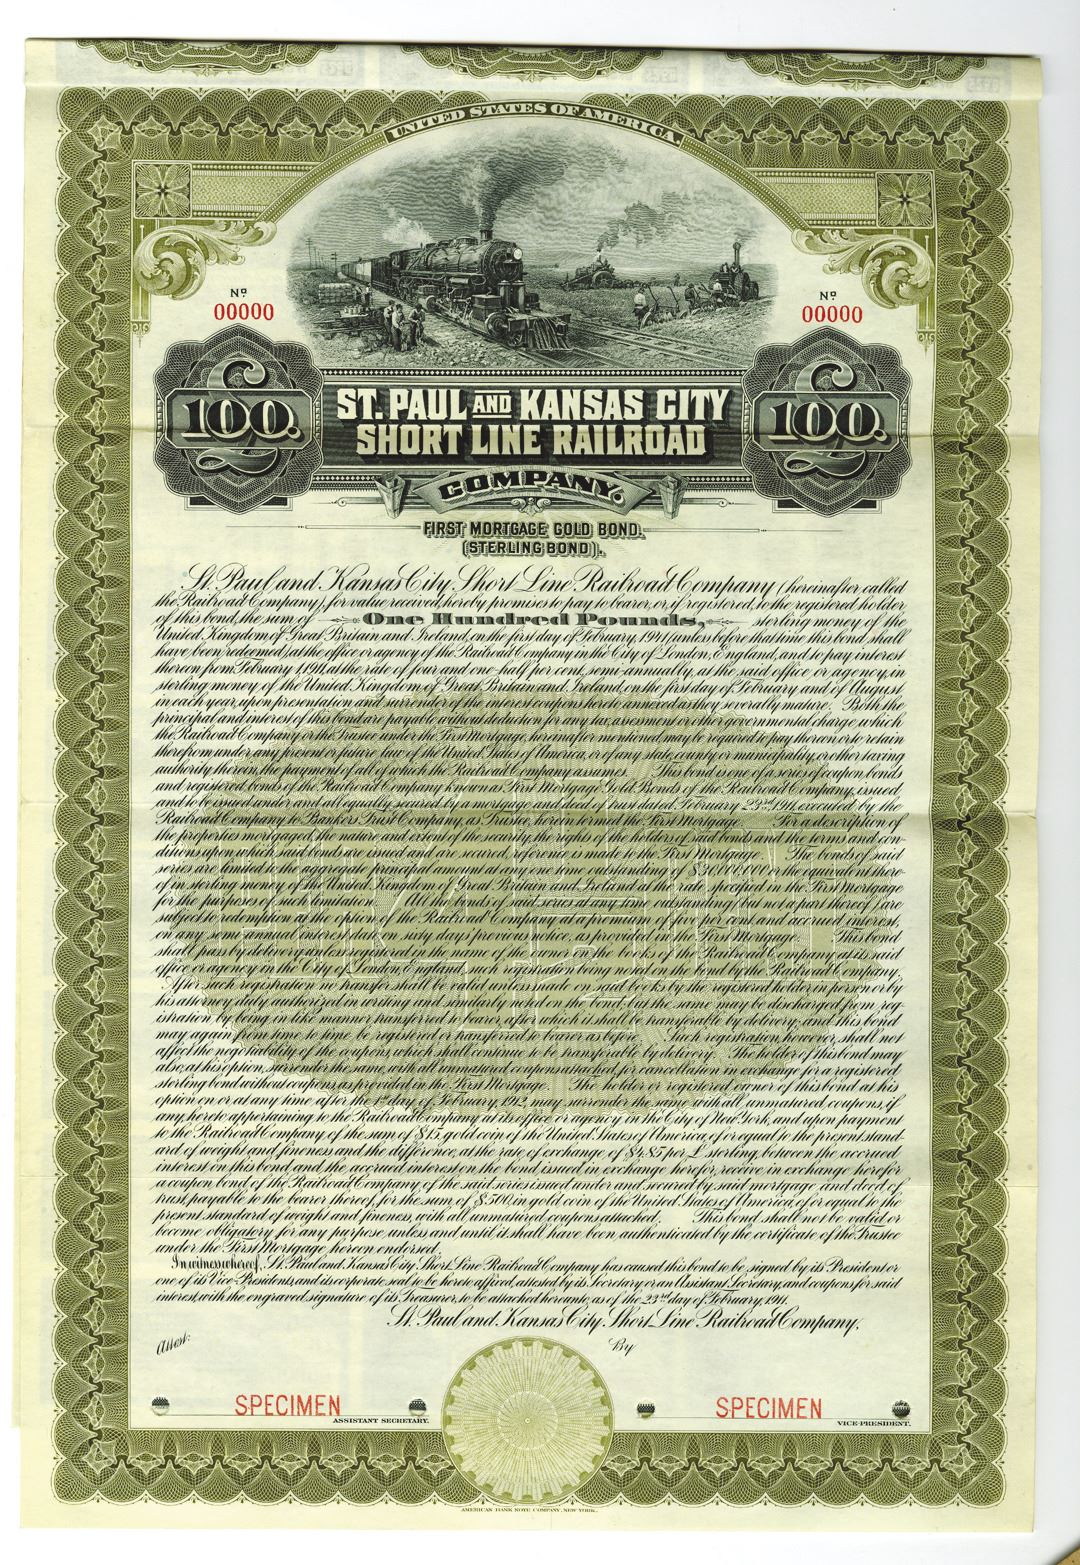 UNITED STATES OF AMERICA.
Nº
00000
Nº
00000
£
100.
£
100.
ST. PAUL AND KANSAS CITY
SHORT LINE RAILROAD
COMPANY.
FIRST MORTGAGE GOLD BOND.
(STERLING BOND).
St. Paul and Kansas City Short Line Railroad Company (hereinafter called
the Railroad Company), for value received, hereby promises to pay to bearer, or, if registered, to the registered holder
of this bond, the sum of One Hundred Pounds, sterling money of the
United Kingdom of Great Britain and Ireland, on the first day of February 1941 (unless before that time this bond shall
have been redeemed), at the office or agency of the Railroad Company in the City of London, England, and to pay interest
thereon from February 1, 1911, at the rate of four and one-half per cent, semi-annually, at the said office or agency, in
sterling money of the United Kingdom of Great Britain and Ireland, on the first day of February and of August
in each year, upon presentation and surrender of the interest coupons hereto annexed as they severally mature. Both the
principal and interest of this bond are payable without deduction for any tax, assessment or other governmental charge, which
the Railroad Company or the Trustee under the First Mortgage, hereinafter mentioned, may be required to pay thereon, or to retain
therefrom under any present or future law of the United States of America, or of any state, county or municipality, or other taxing
authority therein, the payment of all of which the Railroad Company assumes. This bond is one of a series of coupon bonds
and registered bonds of the Railroad Company known as First Mortgage Gold Bonds of the Railroad Company, issued
and to be issued under and all equally secured by a mortgage and deed of trust dated February 23rd 1911, executed by the
Railroad Company to Bankers Trust Company, as Trustee, herein termed the First Mortgage. For a description of
the properties mortgaged, the nature and extent of the security, the rights of the holders of said bonds and the terms and con-
ditions upon which said bonds are issued and are secured, reference is made to the First Mortgage. The bonds of said
series are limited to the aggregate principal amount at any one time outstanding of or the equivalent there-
of in sterling money of the United Kingdom of Great Britain and Ireland at the rate specified in the First Mortgage
for the purposes of such limitation. All the bonds of said series at any time outstanding (but not a part thereof) are
subject to redemption at the option of the Railroad Company at a premium of five per cent, and accrued interest,
on any semi-annual interest date, on sixty days' previous notice, as provided in the First Mortgage. This bond
shall pass by delivery unless registered in the name of the owner on the books of the Railroad Company at its said
office or agency in the City of London, England, such registration being noted on the bond by the Railroad Company.
After such registration no transfer shall be valid unless made on said books by the registered holder in person or by
his attorney, duly authorized in writing and similarly noted on the bond; but the same may be discharged from reg-
istration by being in like manner transferred to bearer, after which it shall be transferable by delivery; and this bond
may again from time to time be registered or transferred to bearer as before. Such registration, however, shall not
affect the negotiability of the coupons, which shall continue to be transferable by delivery. The holder of this bond may
also, at his option, surrender the same, with all unmatured coupons attached, for cancellation in exchange for a registered
sterling bond without coupons, as provided in the First Mortgage. The holder or registered owner of this bond at his
option on or at any time after the 1st day of February, 1912, may surrender the same with all unmatured coupons, if
any, hereto appertaining to the Railroad Company at its office or agency in the City of New York, and upon payment
to the Railroad Company of the sum of $15, gold coin of the United States of America, of or equal to the present stand-
ard of weight and fineness and the difference, at the rate of exchange of $4.85 per £ sterling, between the accrued
interest on this bond and the accrued interest on the bond issued in exchange herefor, receive in exchange herefor
a coupon bond of the Railroad Company of the said series issued under and secured by said mortgage and deed of
trust, payable to the bearer thereof, for the sum of $500, in gold coin of the United States of America, of or equal to the
present standard of weight and fineness, with all unmatured coupons attached. This bond shall not be valid or
become obligatory for any purpose unless and until it shall have been authenticated by the certificate of the Trustee
under the First Mortgage hereon endorsed.
In witness whereof, St. Paul and Kansas City Short Line Railroad Company has caused this bond to be signed by its President or
one of its Vice-Presidents, and its corporate seal to be hereto affixed, attested by its Secretary or an Assistant Secretary, and coupons for said
interest, with the engraved signature of its Treasurer, to be attached hereunto, as of the 23rd day of February, 1911.
St. Paul and Kansas City Short Line Railroad Company,
Attest:
By
SPECIMEN
ASSISTANT SECRETARY.
SPECIMEN
VICE-PRESIDENT.
AMERICAN BANK NOTE COMPANY, NEW YORK.